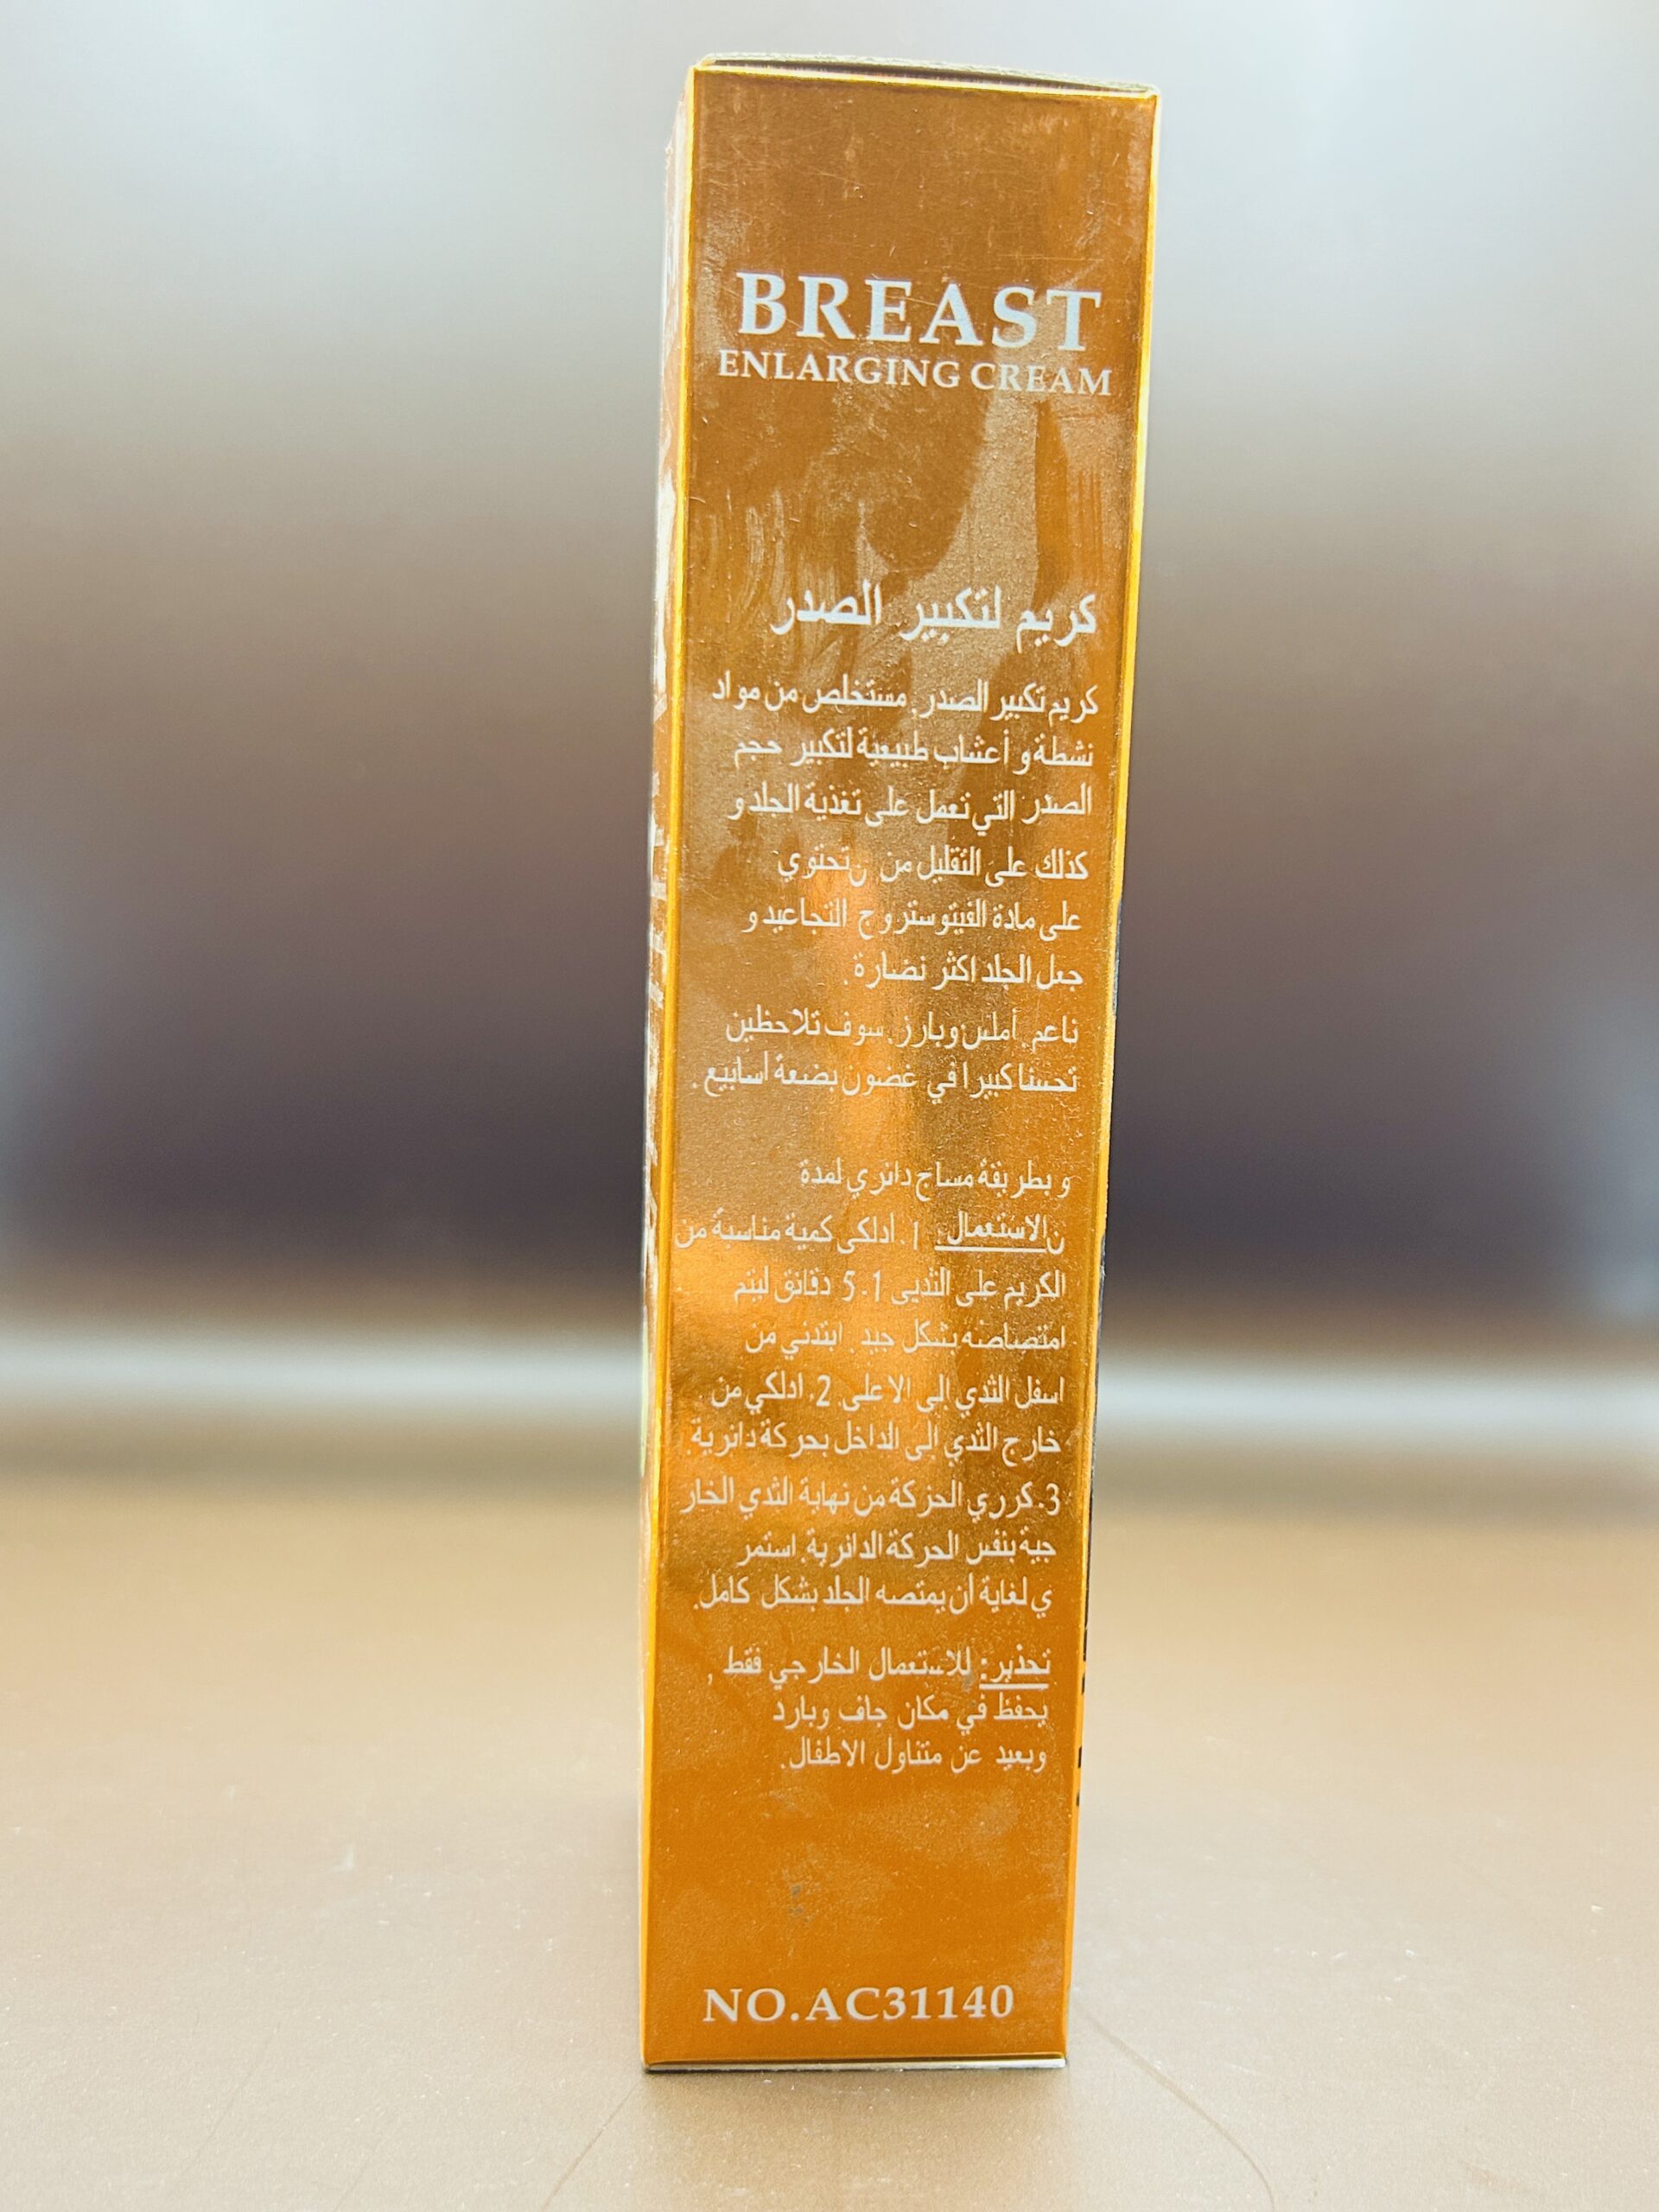 BREAST
ENLARGING CREAM
كريم لتكبير الصدر
كريم تكبير الصدر. مستخلص من مواد
نشطة و أعشاب طبيعية لتكبير حجم
الصدر التي تعمل على تغذية الجلد و
كذلك على التقليل من ن تحتوي
على مادة الفيتوستروج التجاعيد و
جعل الجلد اكثر نضارة.
ناعم. أملس وبارز. سوف تلاحظين
تحسنا كبيرا في غضون بضعة أسابيع.
و بطريقة مساج دائري لمدة
ن الاستعمال: 1. أدلكى كمية مناسبة من
الكريم على الثديى 5.1 دقائق ليتم
امتصاصه بشكل جيد. ابتدئي من
اسفل الثدي إلى الاعلى. 2. ادلكي من
خارج الثدي إلى الداخل بحركة دائرية.
3. كرري الحركة من نهاية الثدي الخار
جية بنفس الحركة الدائرية. استمر
ي لغاية أن يمتصه الجلد بشكل كامل.
تحذير: للاستعمال الخارجي فقط,
يحفظ في مكان جاف وبارد
وبعيد عن متناول الاطفال.
NO.AC31140